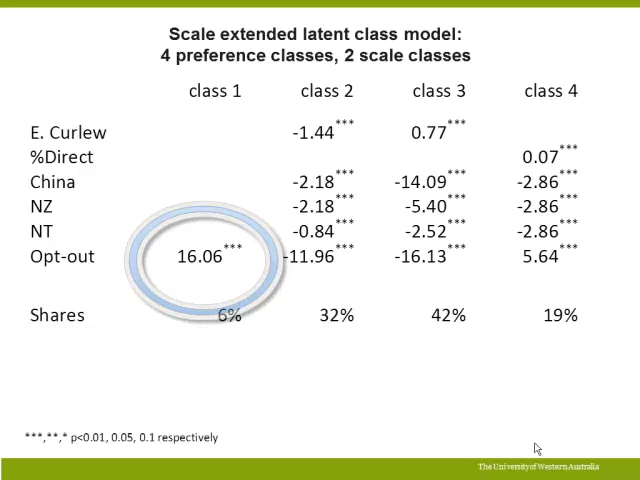 Scale extended latent class model:
4 preference classes, 2 scale classes
class 1 class 2 class 3 class 4
E. Curlew -1.44*** 0.77***
%Direct 0.07***
China -2.18*** -14.09*** -2.86***
NZ -2.18*** -5.40*** -2.86***
NT -0.84*** -2.52*** -2.86***
Opt-out 16.06*** -11.96*** -16.13*** 5.64***
Shares 6% 32% 42% 19%
***,**,* p<0.01, 0.05, 0.1 respectively
The University of Western Australia